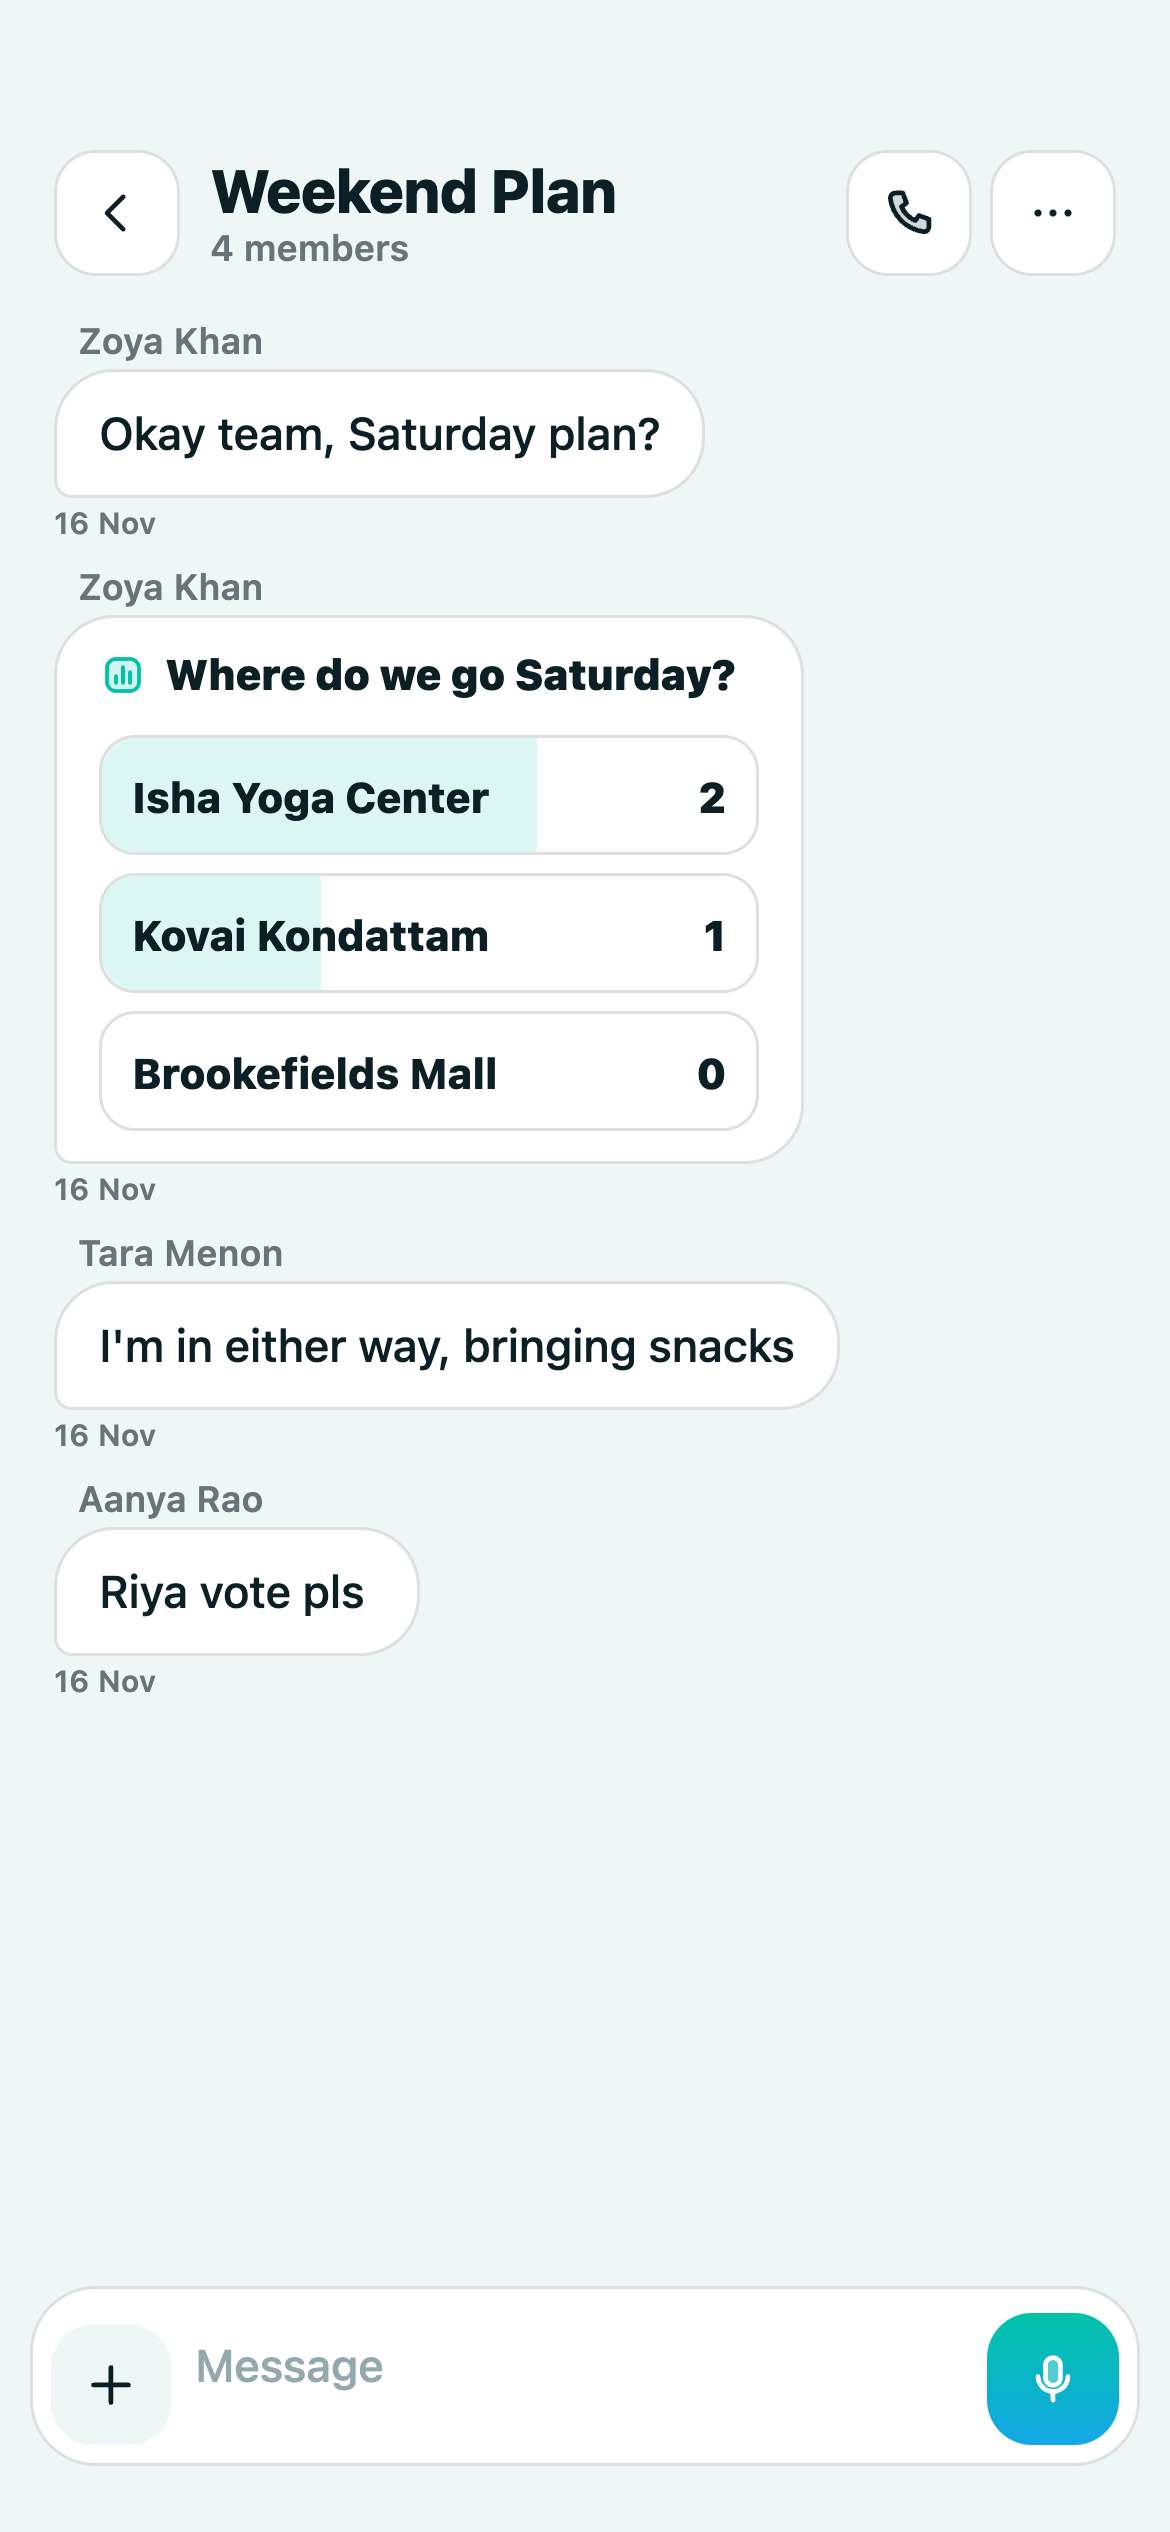 Weekend Plan
4 members
Zoya Khan
Okay team, Saturday plan?
16 Nov
Zoya Khan
Where do we go Saturday?
Isha Yoga Center 2
Kovai Kondattam 1
Brookefields Mall 0
16 Nov
Tara Menon
I'm in either way, bringing snacks
16 Nov
Aanya Rao
Riya vote pls
16 Nov
Message